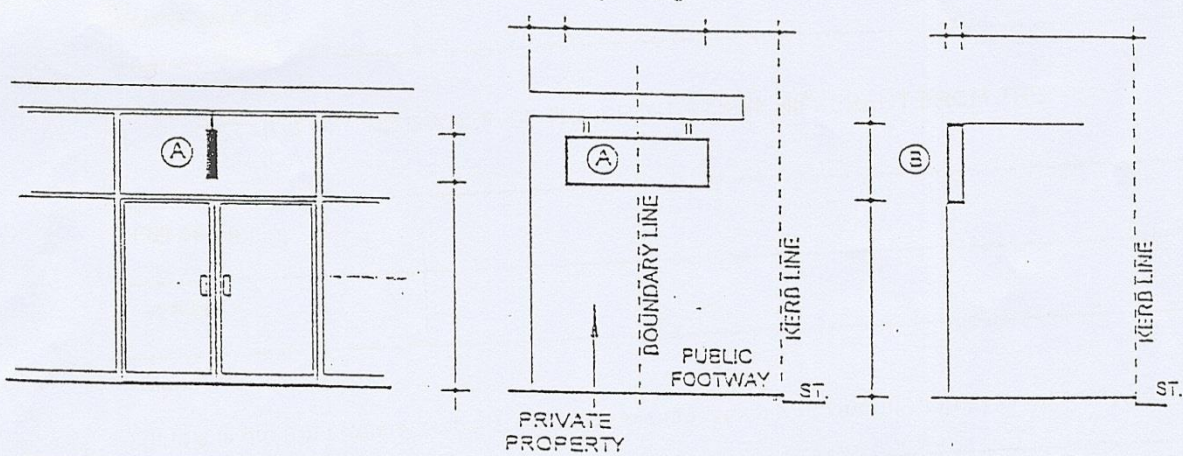 A
A
B
BOUNDARY LINE
KERB LINE
KERB LINE
PUBLIC
FOOTWAY
ST.
ST.
PRIVATE
PROPERTY